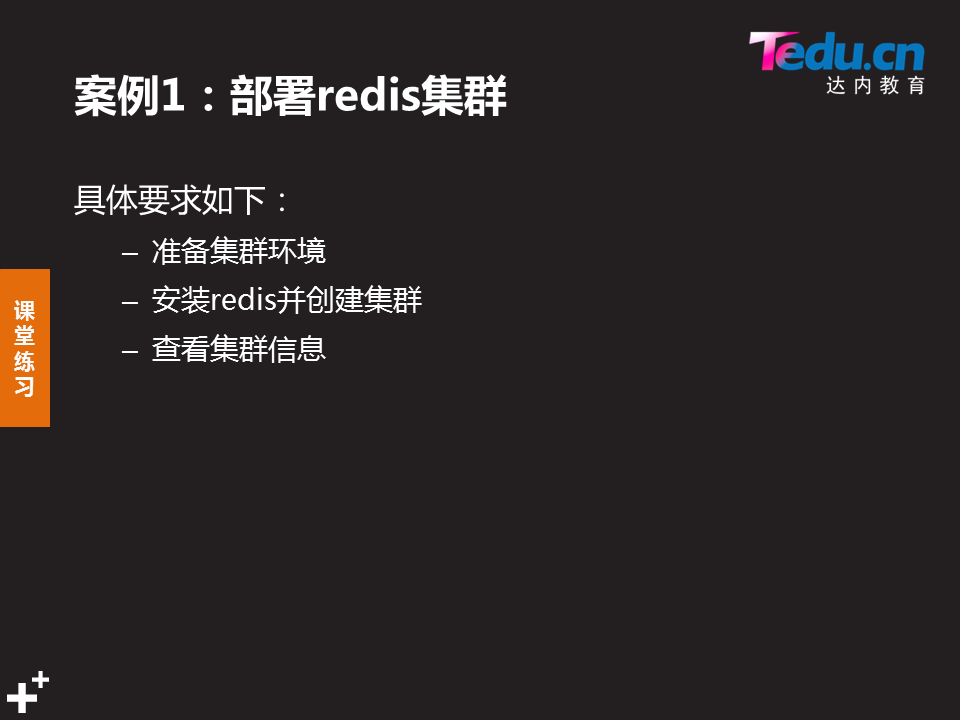 Tedu.cn
达内教育
案例1：部署redis集群
具体要求如下：
– 准备集群环境
– 安装redis并创建集群
– 查看集群信息
课堂练习